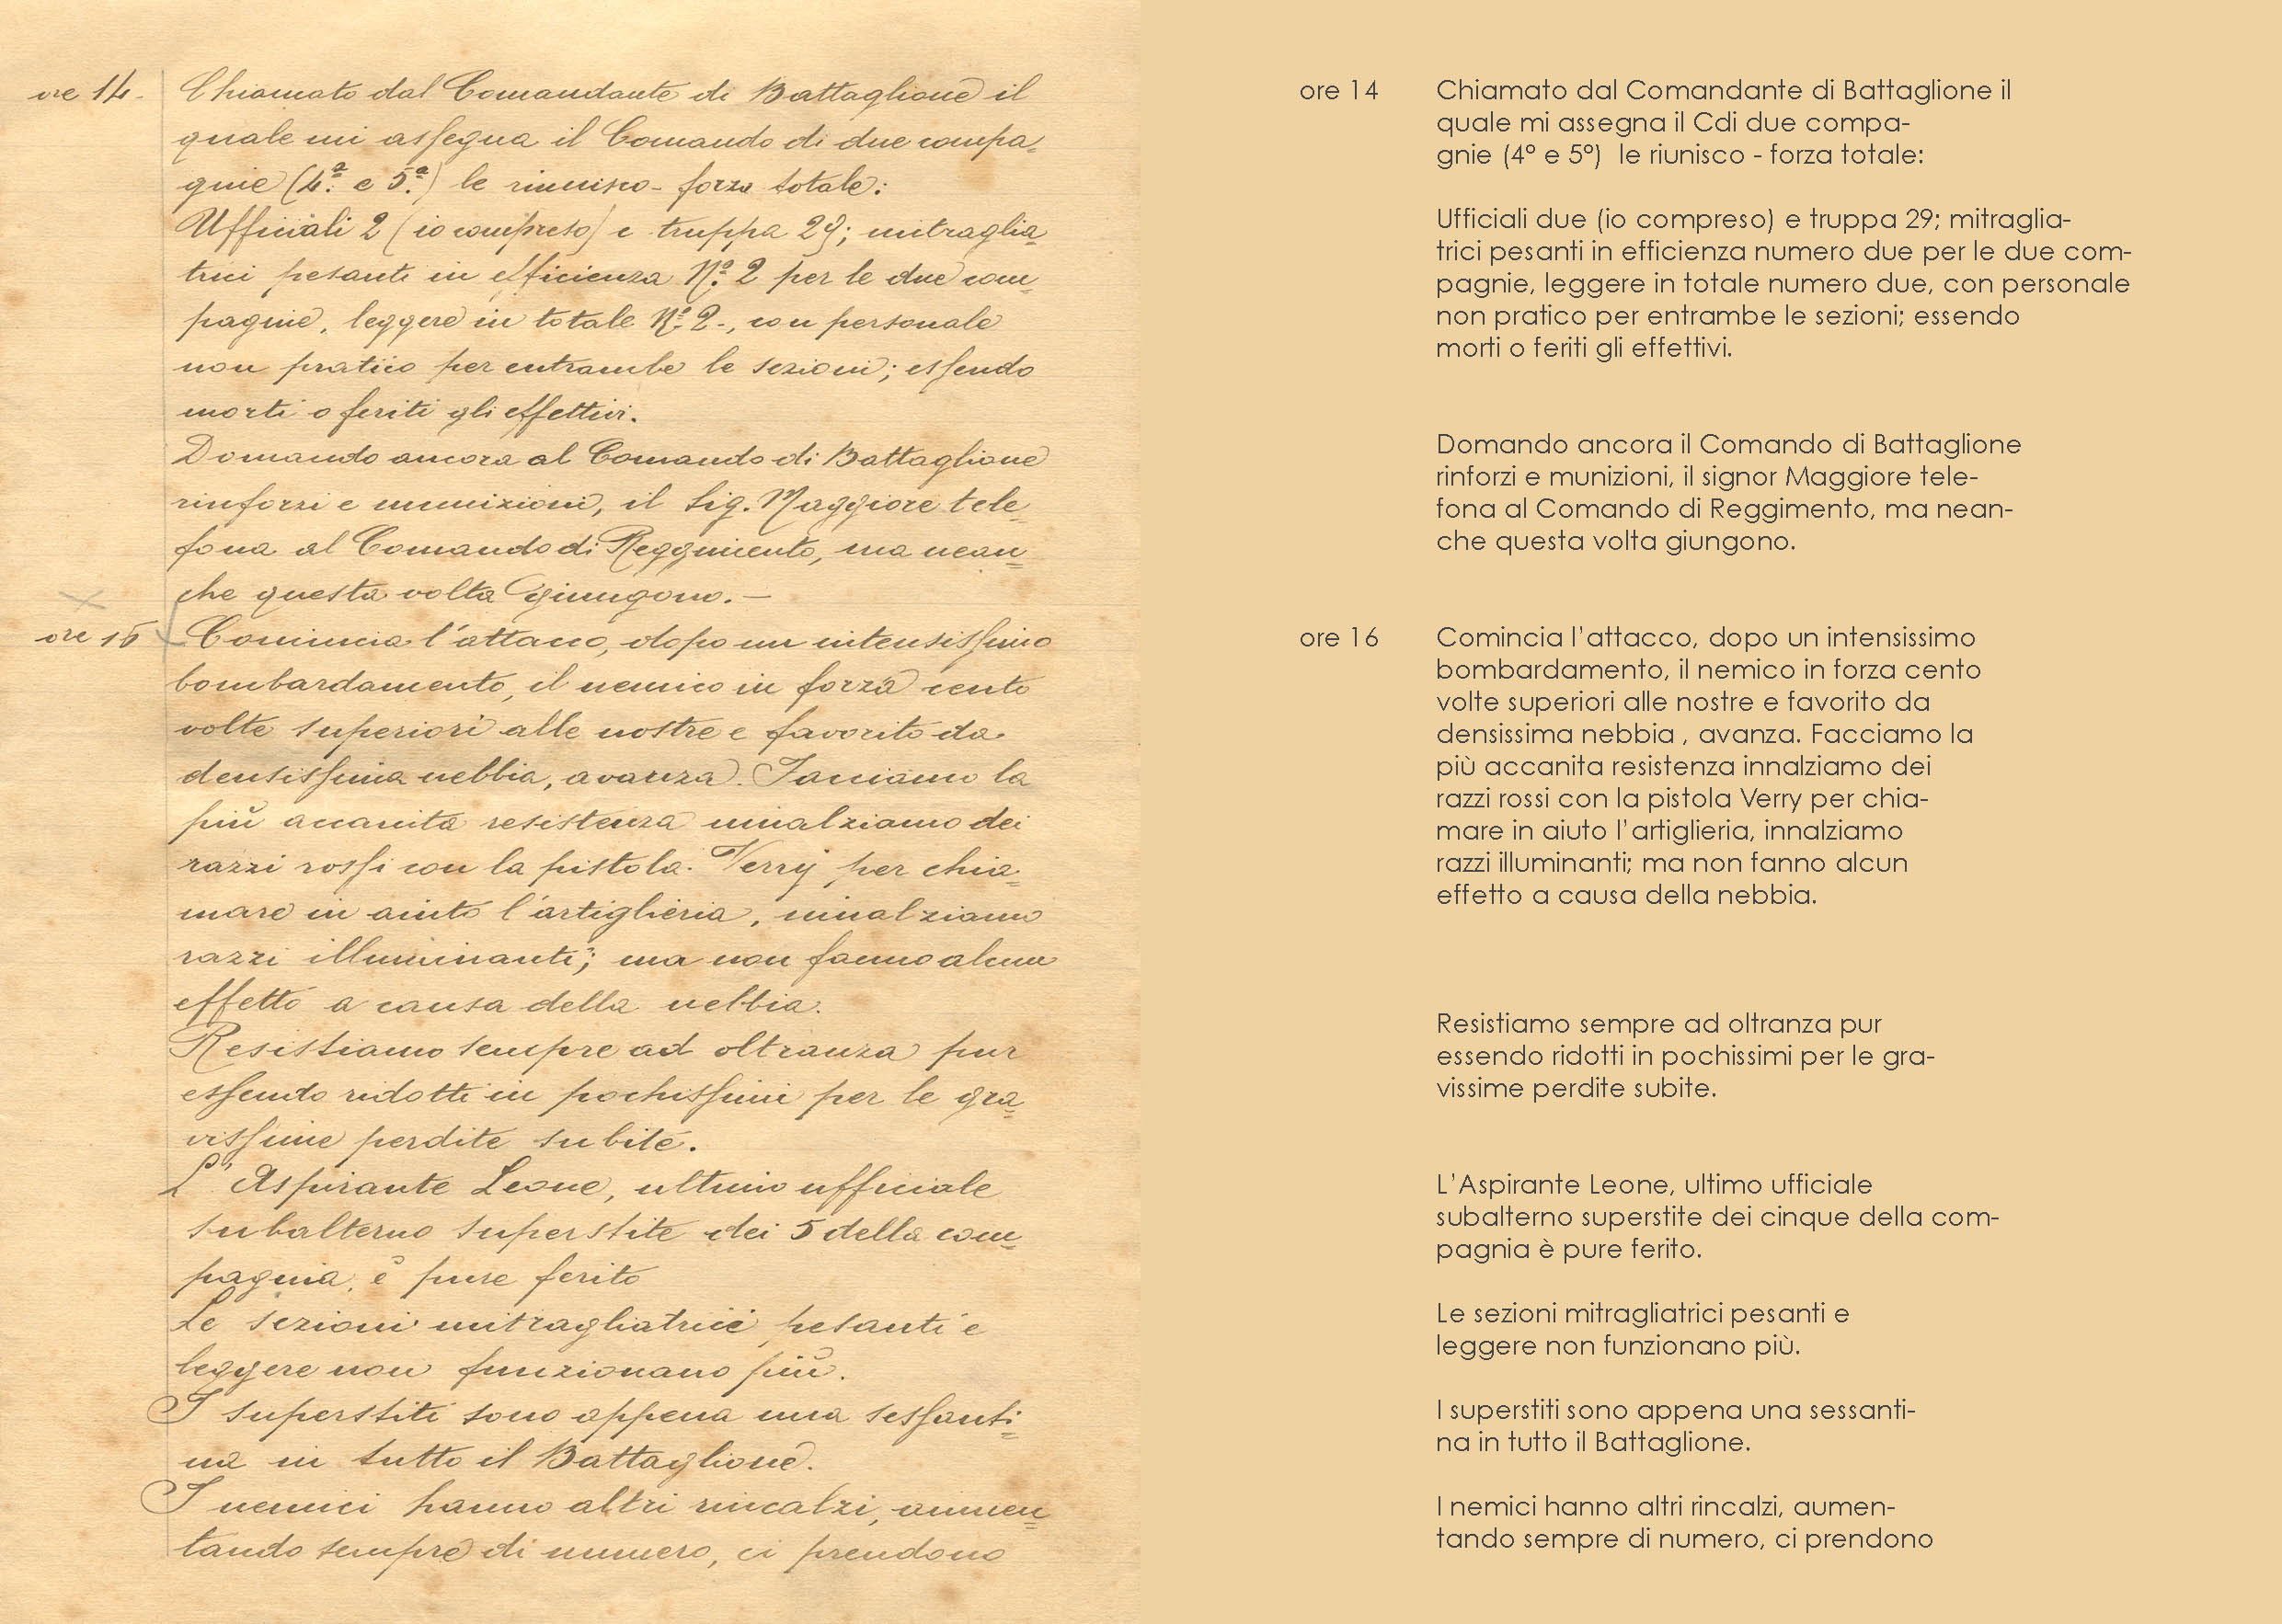 ore 14. Chiamato dal Comandante di Battaglione il
quale mi assegna il Comando di due compa=
gnie (4ª e 5ª) le riunisco - forza totale:
Ufficiali 2 (io compreso) e truppa 29; mitraglia=
trici pesanti in efficienza Nº 2 per le due com=
pagnie, leggere in totale Nº 2-, con personale
non pratico per entrambe le sezioni; essendo
morti o feriti gli effettivi.
Domando ancora al Comando di Battaglione
rinforzi e munizioni, il Sig. Maggiore tele=
fona al Comando di Reggimento, ma nean=
che questa volta giungono.-
ore 15 Comincia l'attacco, dopo un intensissimo
bombardamento, il nemico in forza cento
volte superiori alle nostre e favorito da
densissima nebbia, avanza. Facciamo la
più accanita resistenza innalziamo dei
razzi rossi con la pistola Verry per chia=
mare in aiuto l'artiglieria, innalziamo
razzi illuminanti; ma non fanno alcun
effetto a causa della nebbia.
Resistiamo sempre ad oltranza pur
essendo ridotti in pochissimi per le gra=
vissime perdite subite.
L'Aspirante Leone, ultimo ufficiale
subalterno superstite dei 5 della com=
pagnia, è pure ferito
Le sezioni mitragliatrici pesanti e
leggere non funzionano più.
I superstiti sono appena una sessanti=
na in tutto il Battaglione.
I nemici hanno altri rincalzi, aumen=
tando sempre di numero, ci prendono
ore 14 Chiamato dal Comandante di Battaglione il
quale mi assegna il Cdi due compa-
gnie (4° e 5°) le riunisco - forza totale:
Ufficiali due (io compreso) e truppa 29; mitraglia-
trici pesanti in efficienza numero due per le due com-
pagnie, leggere in totale numero due, con personale
non pratico per entrambe le sezioni; essendo
morti o feriti gli effettivi.
Domando ancora il Comando di Battaglione
rinforzi e munizioni, il signor Maggiore tele-
fona al Comando di Reggimento, ma nean-
che questa volta giungono.
ore 16 Comincia l'attacco, dopo un intensissimo
bombardamento, il nemico in forza cento
volte superiori alle nostre e favorito da
densissima nebbia , avanza. Facciamo la
più accanita resistenza innalziamo dei
razzi rossi con la pistola Verry per chia-
mare in aiuto l'artiglieria, innalziamo
razzi illuminanti; ma non fanno alcun
effetto a causa della nebbia.
Resistiamo sempre ad oltranza pur
essendo ridotti in pochissimi per le gra-
vissime perdite subite.
L'Aspirante Leone, ultimo ufficiale
subalterno superstite dei cinque della com-
pagnia è pure ferito.
Le sezioni mitragliatrici pesanti e
leggere non funzionano più.
I superstiti sono appena una sessanti-
na in tutto il Battaglione.
I nemici hanno altri rincalzi, aumen-
tando sempre di numero, ci prendono